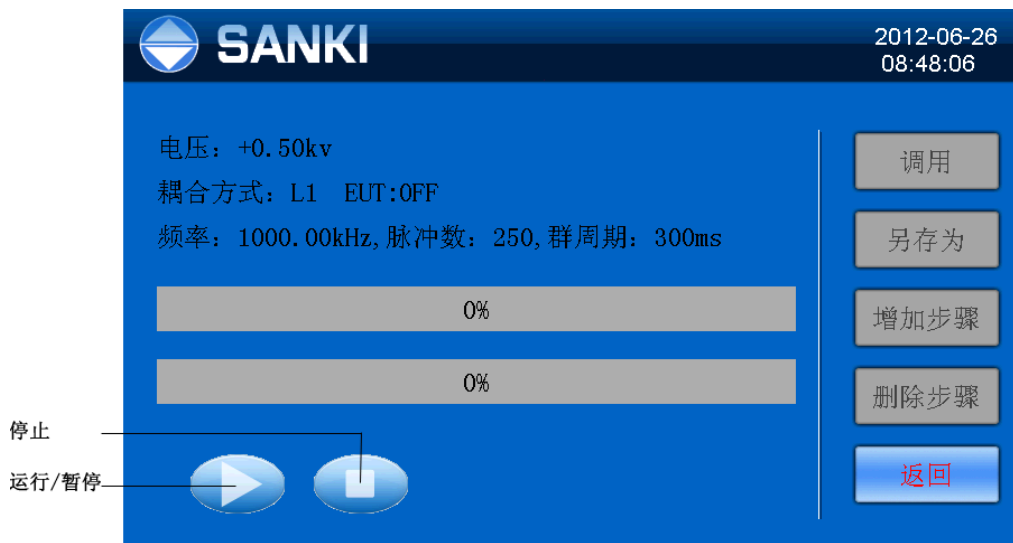 SANKI
2012-06-26
08:48:06
电压：+0.50kv
耦合方式：L1 EUT:OFF
频率：1000.00kHz,脉冲数：250,群周期：300ms
0%
0%
调用
另存为
增加步骤
删除步骤
返回
停止
运行/暂停